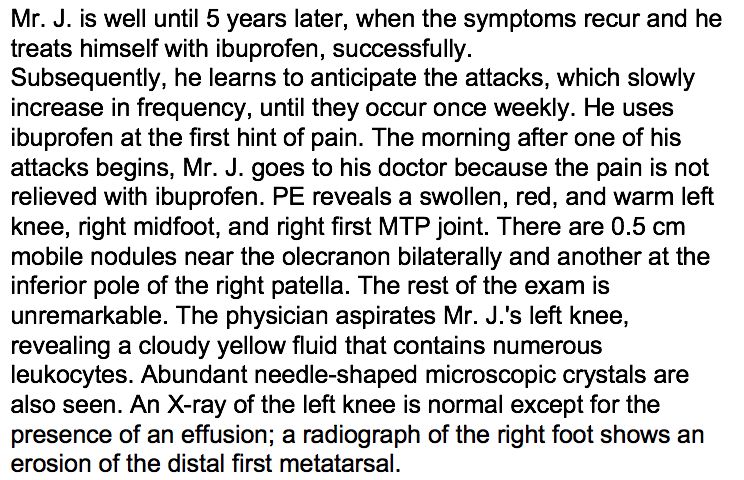 Mr. J. is well until 5 years later, when the symptoms recur and he
treats himself with ibuprofen, successfully.
Subsequently, he learns to anticipate the attacks, which slowly
increase in frequency, until they occur once weekly. He uses
ibuprofen at the first hint of pain. The morning after one of his
attacks begins, Mr. J. goes to his doctor because the pain is not
relieved with ibuprofen. PE reveals a swollen, red, and warm left
knee, right midfoot, and right first MTP joint. There are 0.5 cm
mobile nodules near the olecranon bilaterally and another at the
inferior pole of the right patella. The rest of the exam is
unremarkable. The physician aspirates Mr. J.'s left knee,
revealing a cloudy yellow fluid that contains numerous
leukocytes. Abundant needle-shaped microscopic crystals are
also seen. An X-ray of the left knee is normal except for the
presence of an effusion; a radiograph of the right foot shows an
erosion of the distal first metatarsal.